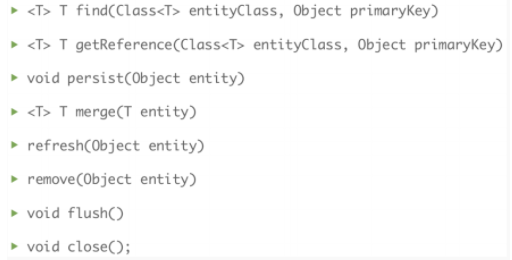 <T> T find(Class<T> entityClass, Object primaryKey)
<T> T getReference(Class<T> entityClass, Object primaryKey)
void persist(Object entity)
<T> T merge(T entity)
refresh(Object entity)
remove(Object entity)
void flush()
void close();